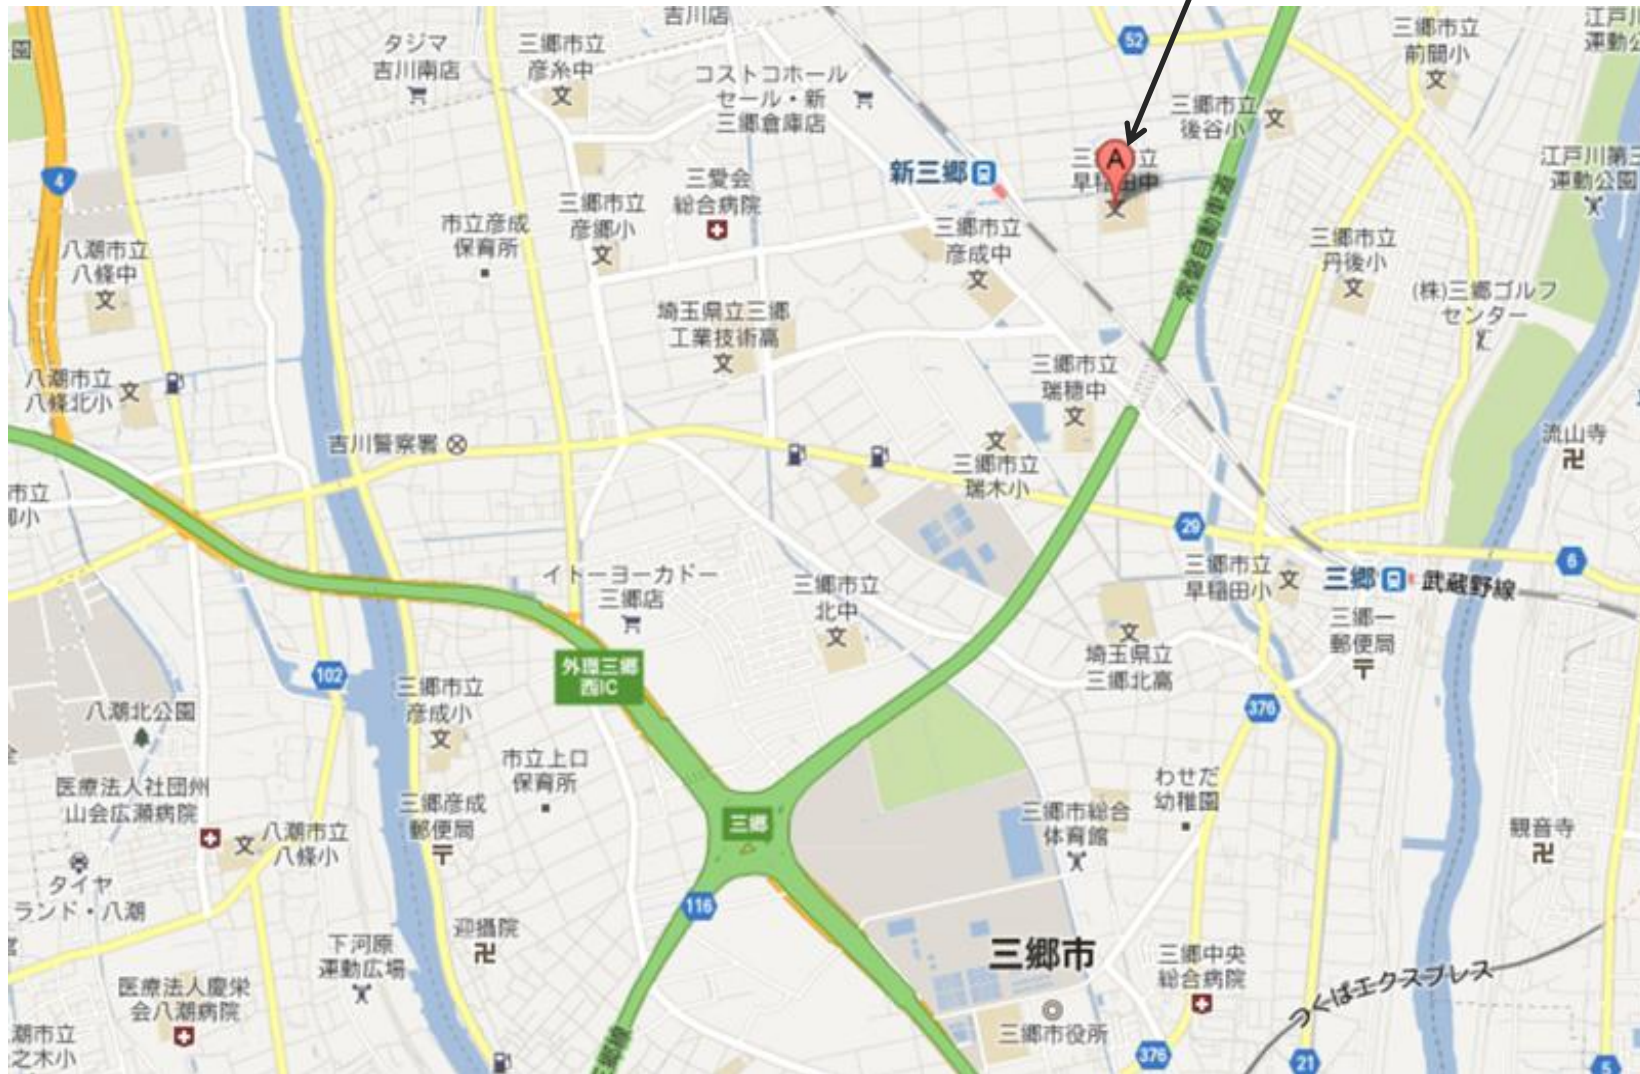 吉川店
52
三郷市立
前間小
江戸川
運動公
園
タジマ
吉川南店
三郷市立
彦糸中
コストコホール
セール・新
三郷倉庫店
三郷市立
後谷小
A
立
早稲田中
新三郷
江戸川第三
運動公園
4
三愛会
総合病院
市立彦成
保育所
三郷市立
彦郷小
三郷市立
彦成中
常磐自動車道
三郷市立
丹後小
八潮市立
八條中
(株)三郷ゴルフ
センター
埼玉県立三郷
工業技術高
八潮市立
八條北小
三郷市立
瑞穂中
吉川警察署
三郷市立
瑞木小
流山寺
市立
小
29
6
イトーヨーカドー
三郷店
三郷市立
北中
三郷市立
早稲田小
三郷
武蔵野線
三郷一
郵便局
埼玉県立
三郷北高
外環三郷
西IC
102
三郷市立
彦成小
376
八潮北公園
市立上口
保育所
わせだ
幼稚園
医療法人社団州
山会広瀬病院
三郷彦成
郵便局
三郷
三郷市総合
体育館
八潮市立
八條小
観音寺
タイヤ
ランド・八潮
116
迎攝院
下河原
運動広場
三郷市
三郷中央
総合病院
つくばエクスプレス
医療法人慶栄
会八潮病院
三郷市役所
潮市立
之木小
三郷線
376
21
5